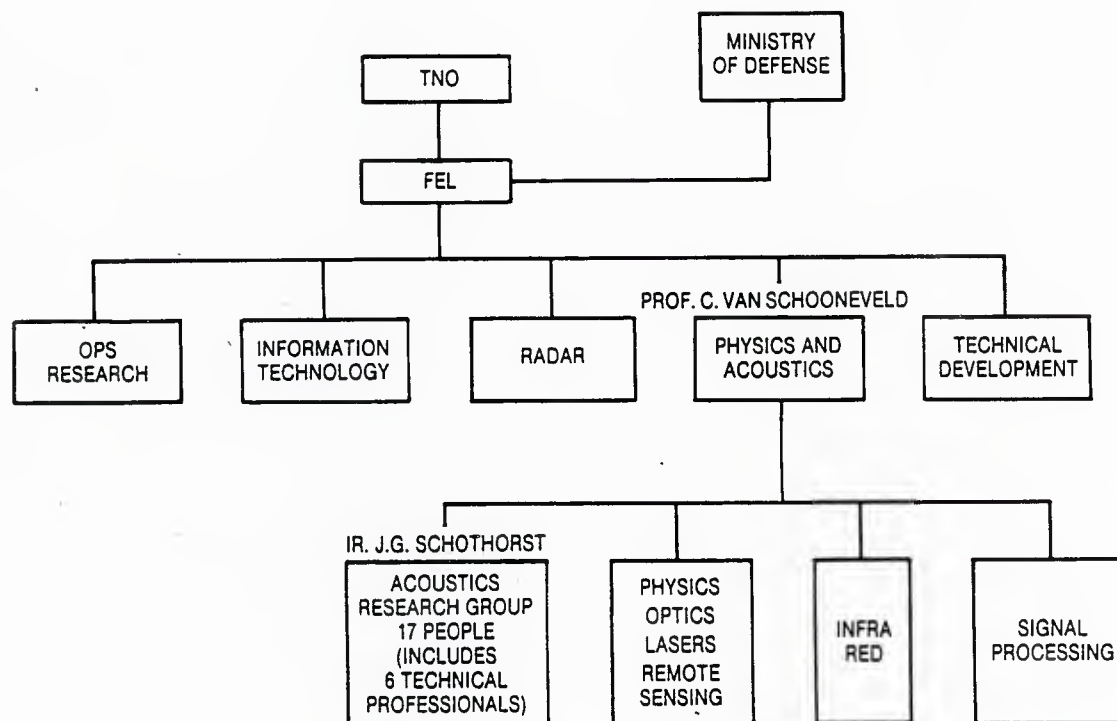 MINISTRY
OF DEFENSE
TNO
FEL
PROF. C. VAN SCHOONEVELD
OPS
RESEARCH
INFORMATION
TECHNOLOGY
RADAR
PHYSICS AND
ACOUSTICS
TECHNICAL
DEVELOPMENT
IR. J.G. SCHOTHORST
ACOUSTICS
RESEARCH GROUP
17 PEOPLE
(INCLUDES
6 TECHNICAL
PROFESSIONALS)
PHYSICS
OPTICS
LASERS
REMOTE
SENSING
INFRA
RED
SIGNAL
PROCESSING